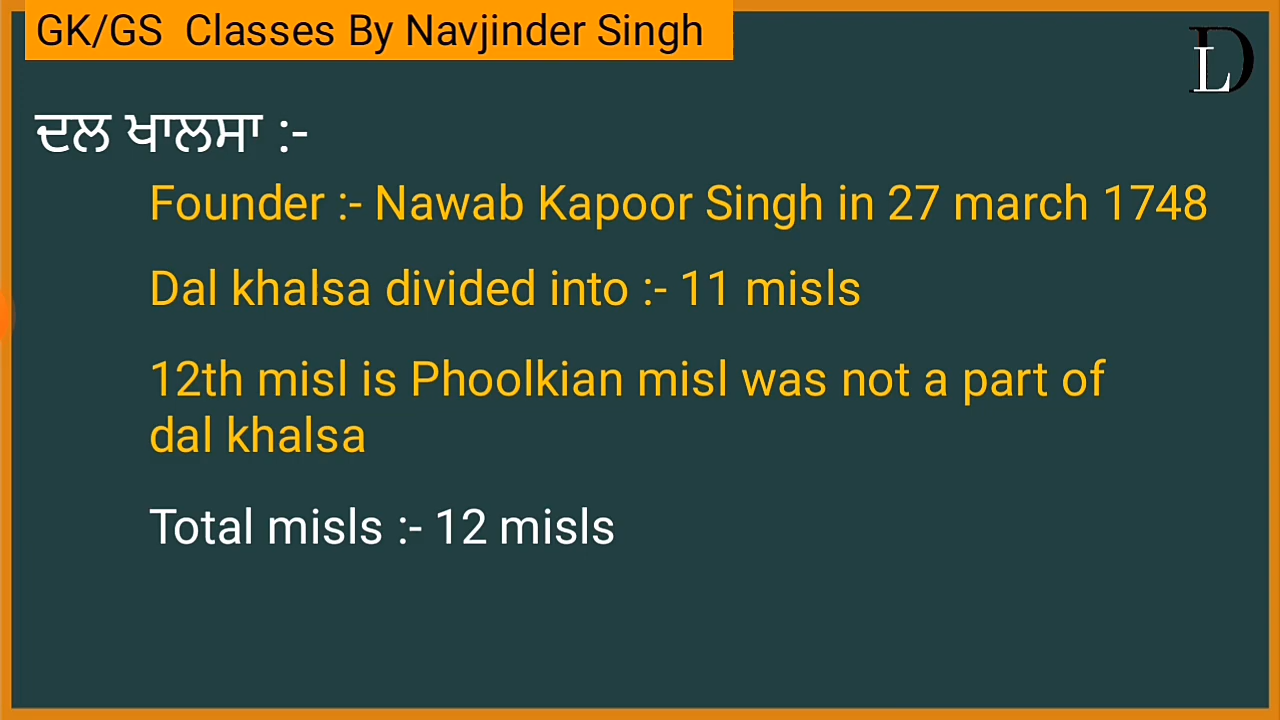 GK/GS Classes By Navjinder Singh
ਦਲ ਖਾਲਸਾ :-
Founder :- Nawab Kapoor Singh in 27 march 1748
Dal khalsa divided into :- 11 misls
12th misl is Phoolkian misl was not a part of
dal khalsa
Total misls :- 12 misls